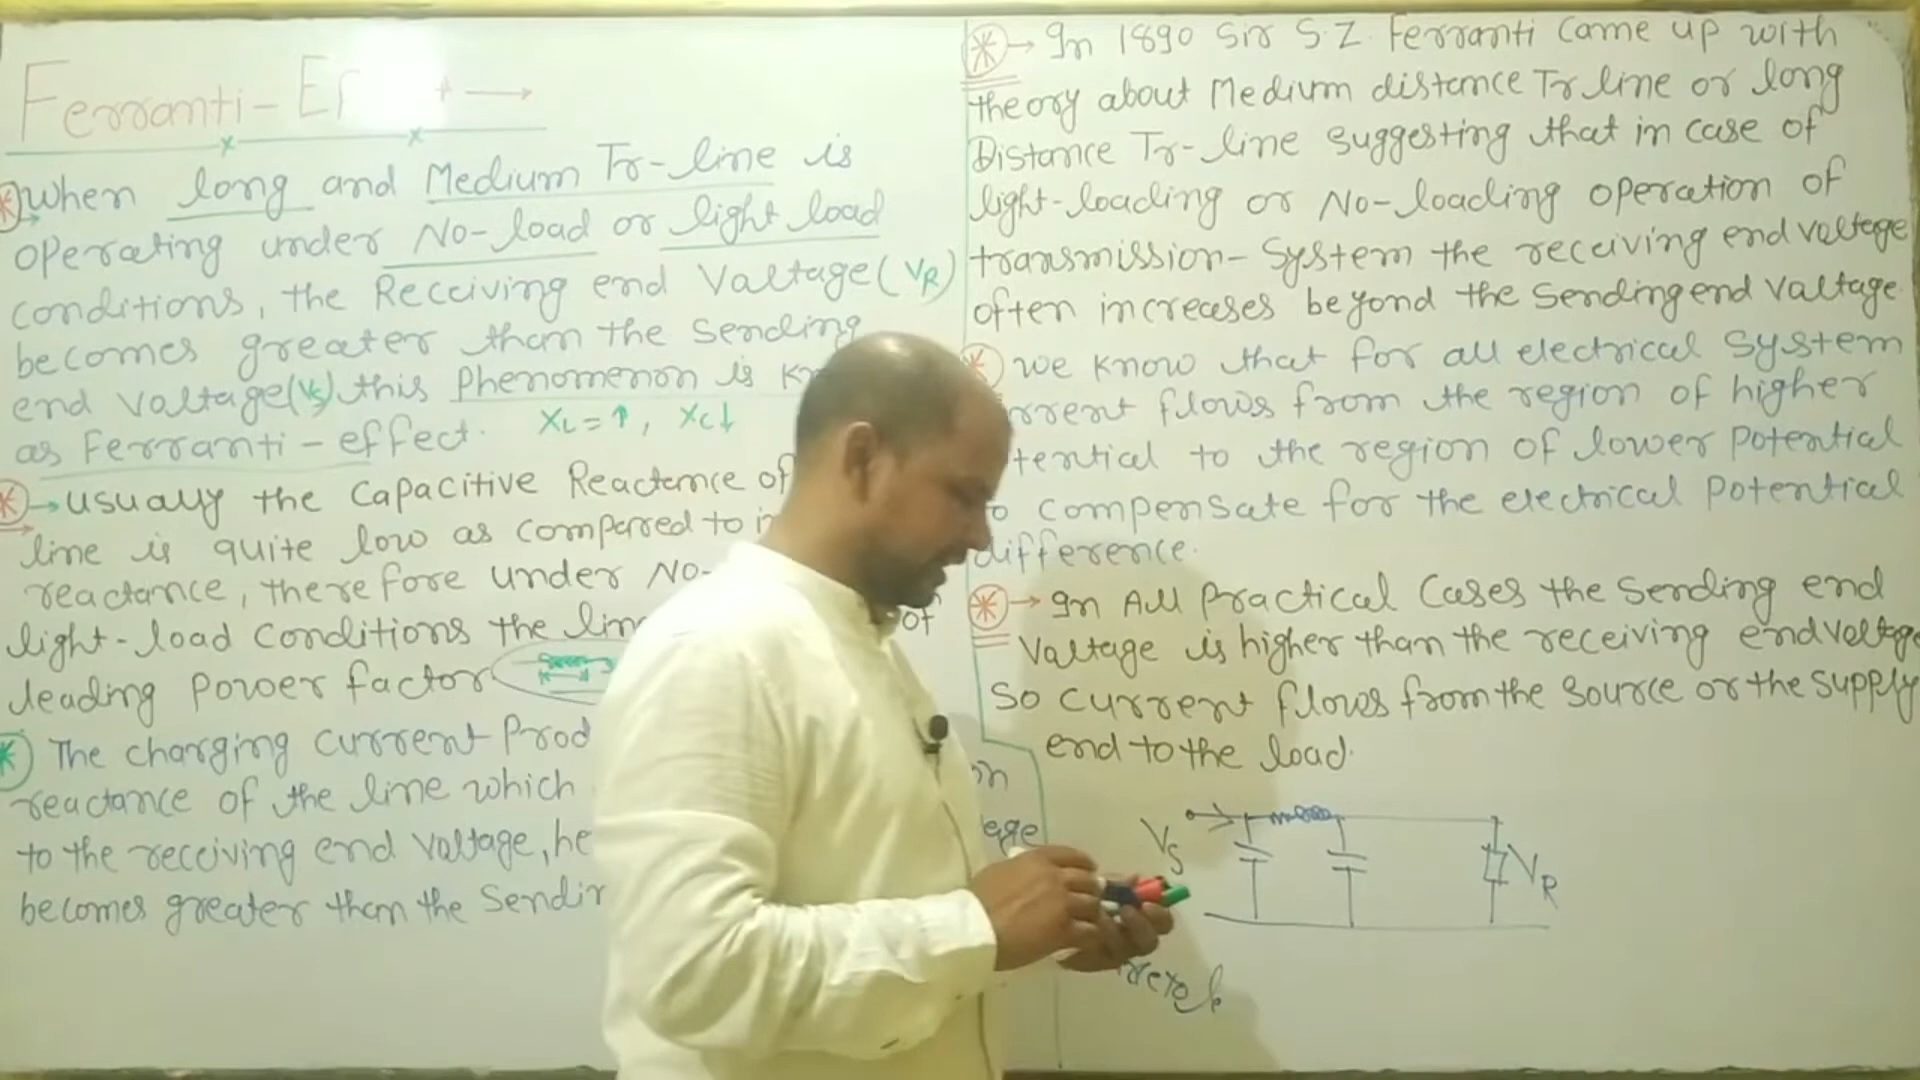 Ferranti-
When long and Medium Tr-line is
operating under No-load or light load
conditions, the Receiving end Valtage (VR)
becomes greater than the sending
end Valtage(Vs) this Phenomenon is
as Ferranti-effect. XL=↑, XC↓
→ usually the Capacitive Reactance of
line is quite low as compared to
reactance, therefore under No-
light-load Conditions the
leading Power factor
The charging current
reactance of the line which
to the receiving end Valtage,
becomes greater than the
→ In 1890 Sir S.Z. Ferranti Came up with
theory about Medium distance Tr line or long
Distance Tr-line suggesting that in case of
light-loading or No-loading operation of
transmission-System the receiving end valtege
often increases beyond the sending end Valtage
we know that for all electrical System
flows from the region of higher
to the region of lower Potential
compensate for the electrical Potential
difference.
→ In All Practical Cases the Sending end
Valtage is higher than the receiving end valtage
So current flows from the Source or the supply
end to the load.
VS
VR